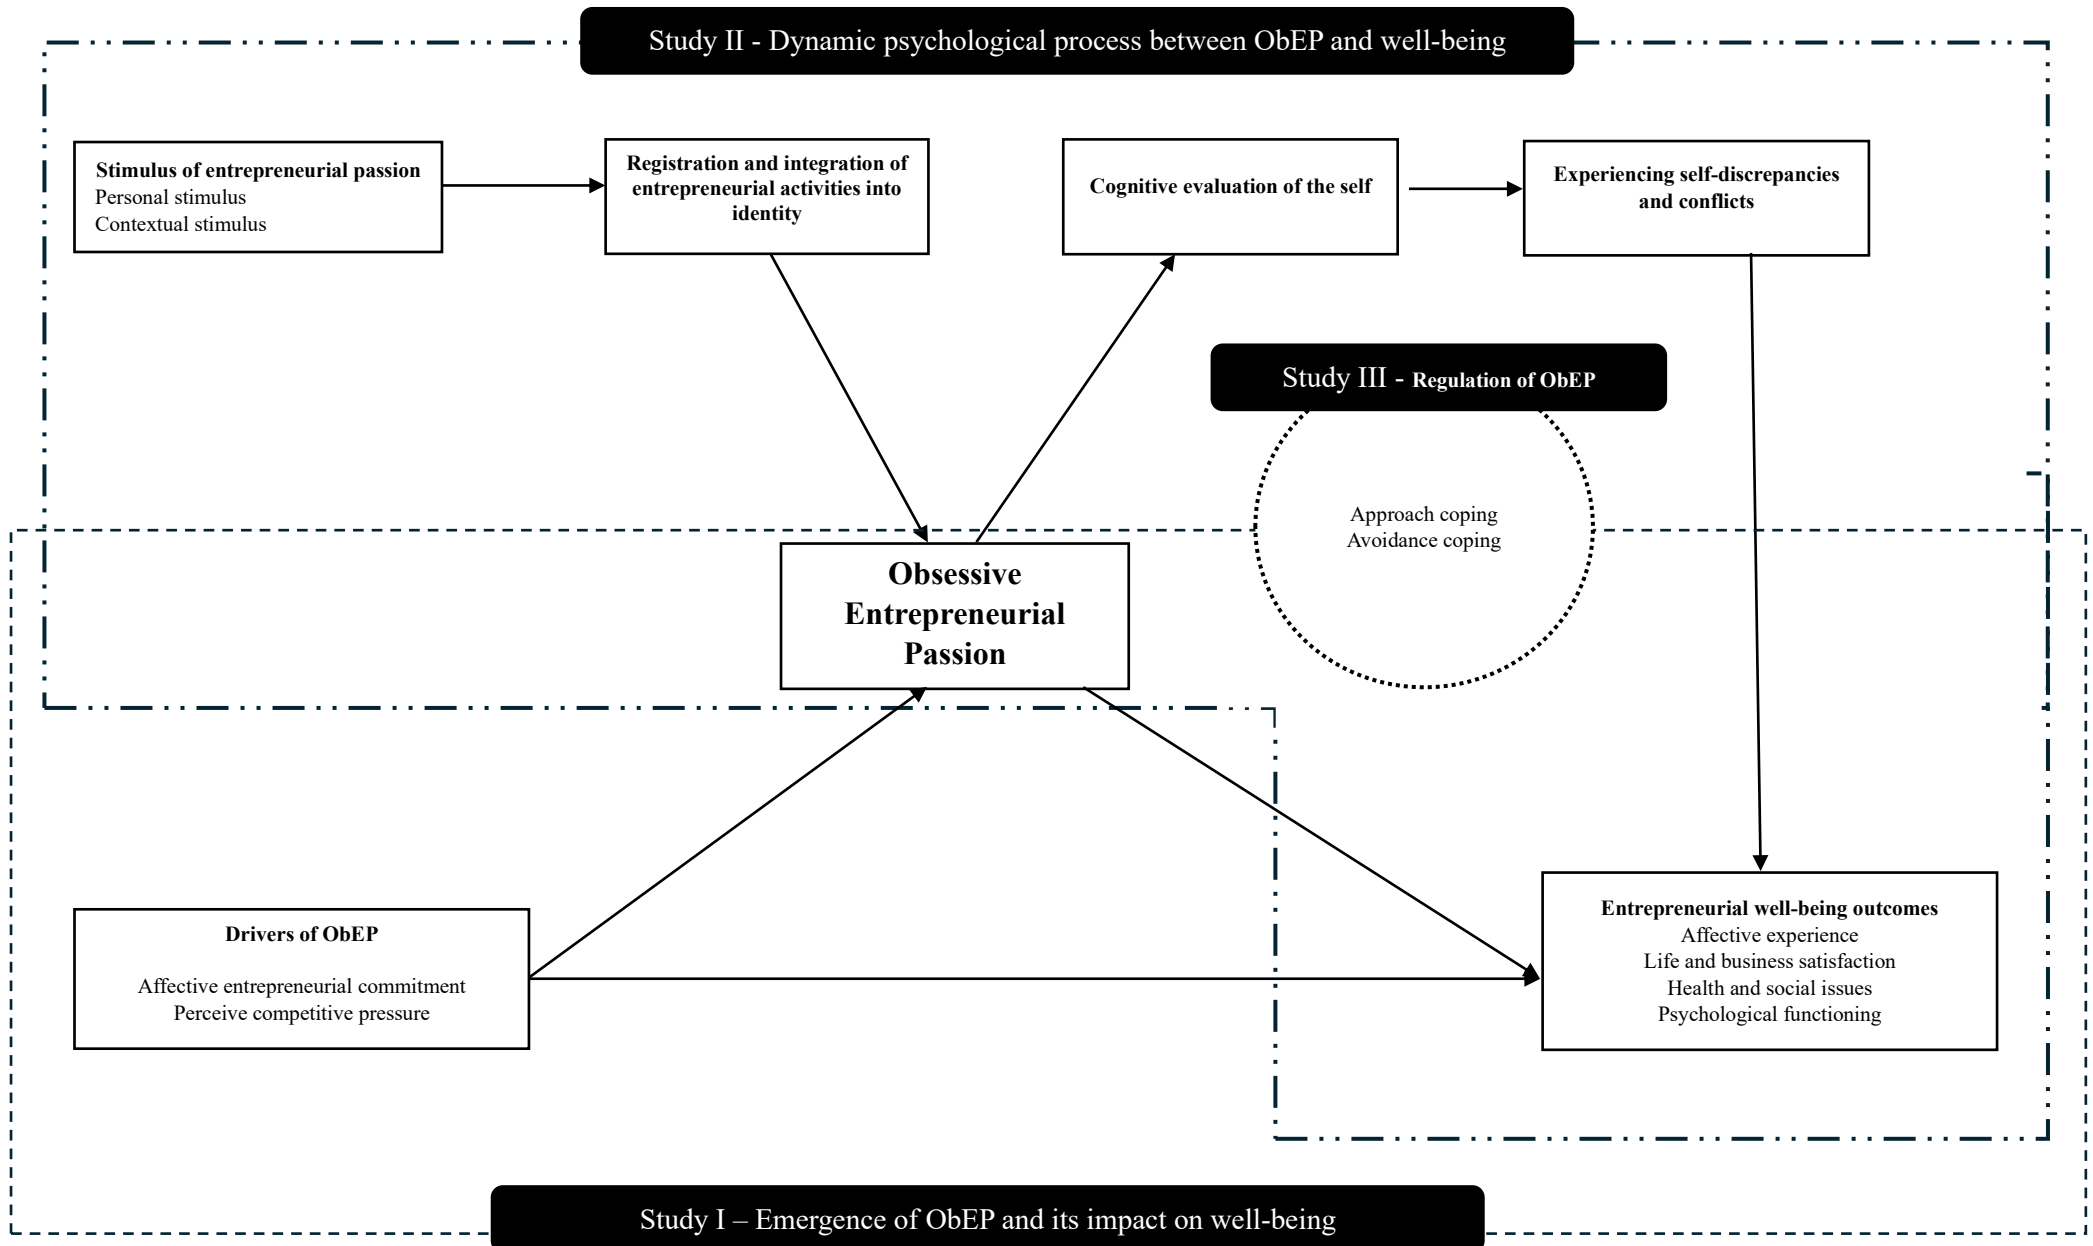 Study II - Dynamic psychological process between ObEP and well-being
Stimulus of entrepreneurial passion
Personal stimulus
Contextual stimulus
Registration and integration of
entrepreneurial activities into
identity
Cognitive evaluation of the self
Experiencing self-discrepancies
and conflicts
Study III - Regulation of ObEP
Approach coping
Avoidance coping
Obsessive
Entrepreneurial
Passion
Drivers of ObEP
Affective entrepreneurial commitment
Perceive competitive pressure
Entrepreneurial well-being outcomes
Affective experience
Life and business satisfaction
Health and social issues
Psychological functioning
Study I – Emergence of ObEP and its impact on well-being